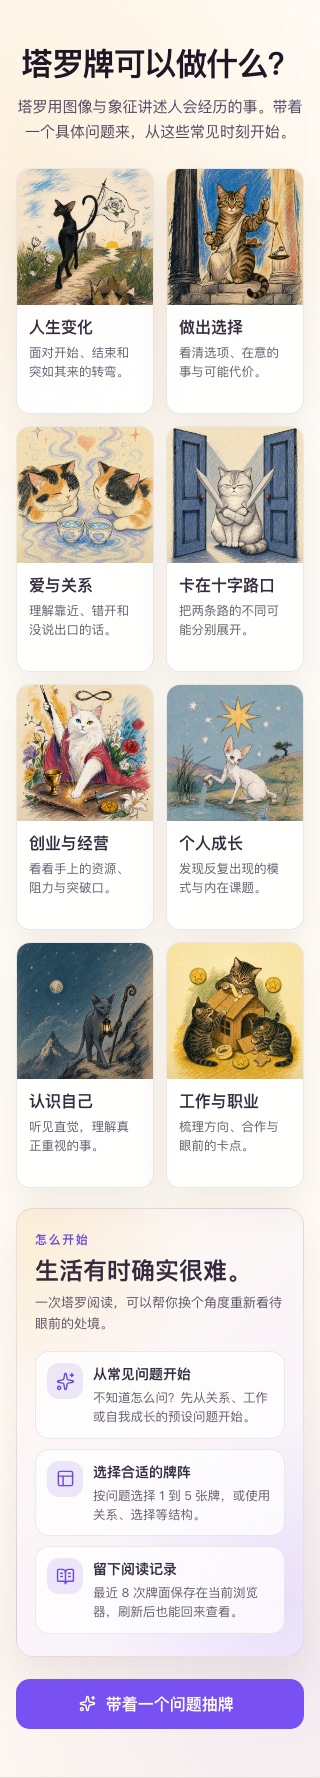 塔罗牌可以做什么?
塔罗用图像与象征讲述人会经历的事。带着
一个具体问题来，从这些常见时刻开始。
人生变化
面对开始、结束和
突如其来的转弯。
做出选择
看清选项、在意的
事与可能代价。
爱与关系
理解靠近、错开和
没说出口的话。
卡在十字路口
把两条路的不同可
能分别展开。
创业与经营
看看手上的资源、
阻力与突破口。
个人成长
发现反复出现的模
式与内在课题。
认识自己
听见直觉，理解真
正重视的事。
工作与职业
梳理方向、合作与
眼前的卡点。
怎么开始
生活有时确实很难。
一次塔罗阅读，可以帮你换个角度重新看待
眼前的处境。
从常见问题开始
不知道怎么问？先从关系、工作
或自我成长的预设问题开始。
选择合适的牌阵
按问题选择 1 到 5 张牌，或使用
关系、选择等结构。
留下阅读记录
最近 8 次牌面保存在当前浏览
器，刷新后也能回来查看。
带着一个问题抽牌